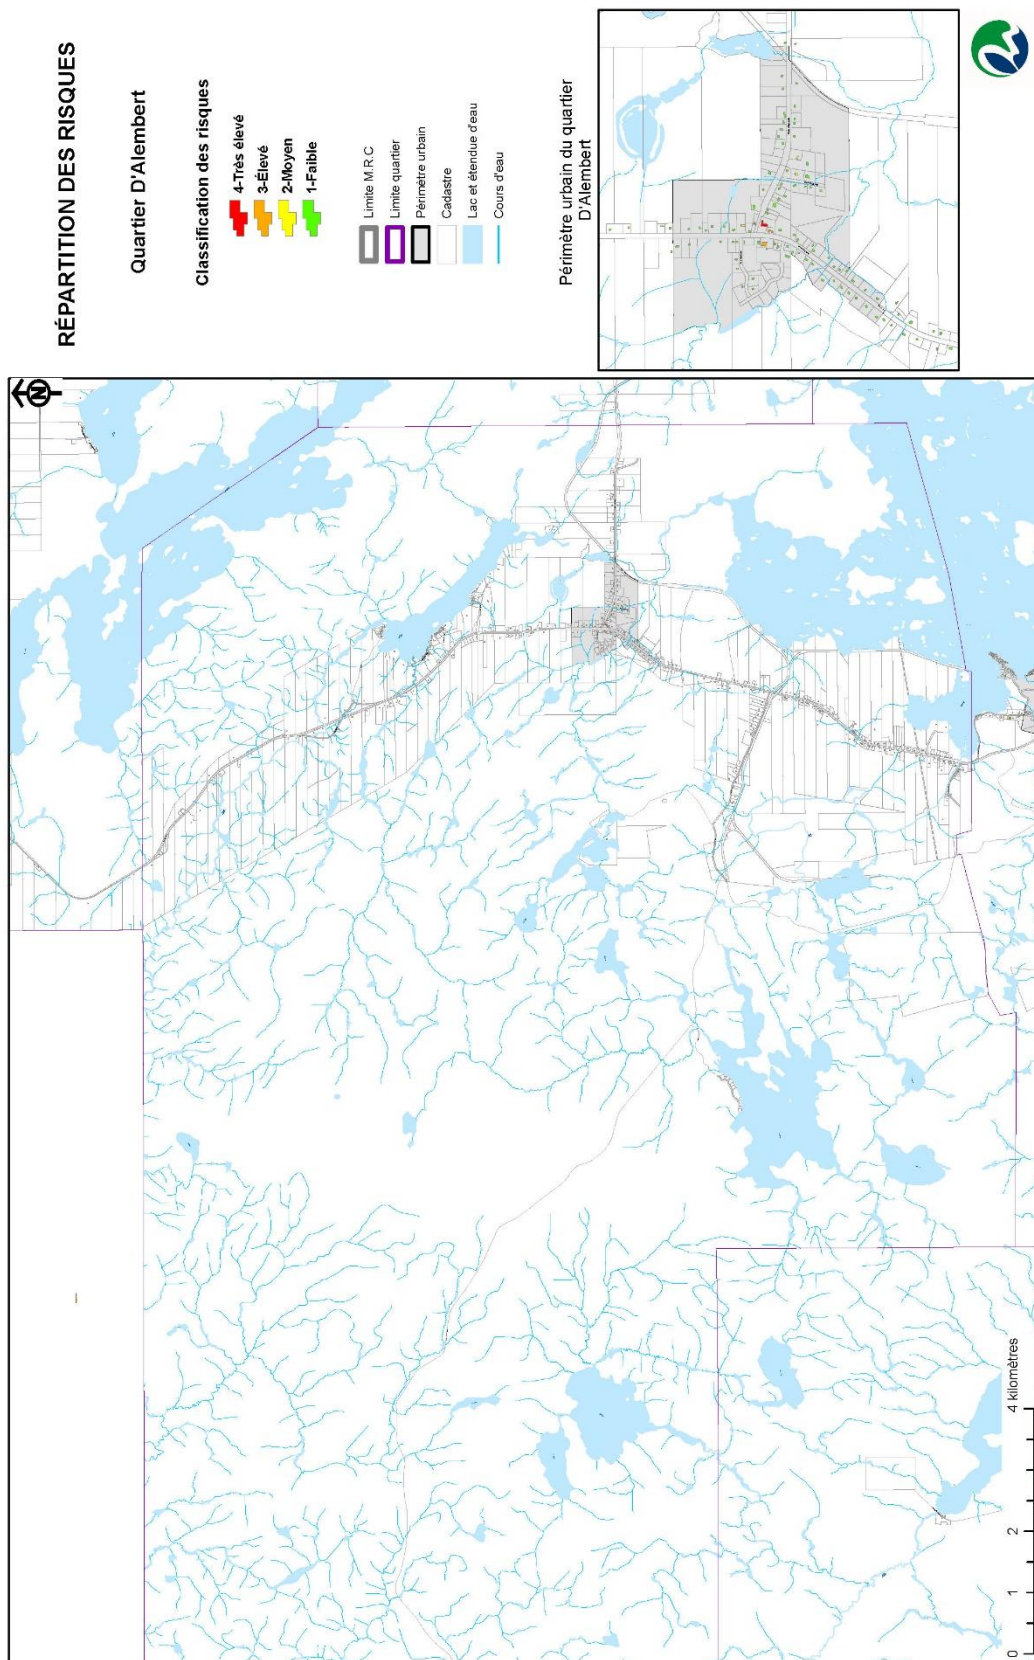 RÉPARTITION DES RISQUES
Quartier D'Alembert
Classification des risques
4-Très élevé
3-Élevé
2-Moyen
1-Faible
Limite M.R.C
Limite quartier
Périmètre urbain
Cadastre
Lac et étendue d'eau
Cours d'eau
Périmètre urbain du quartier
D'Alembert
N
0 1 2 4 kilomètres